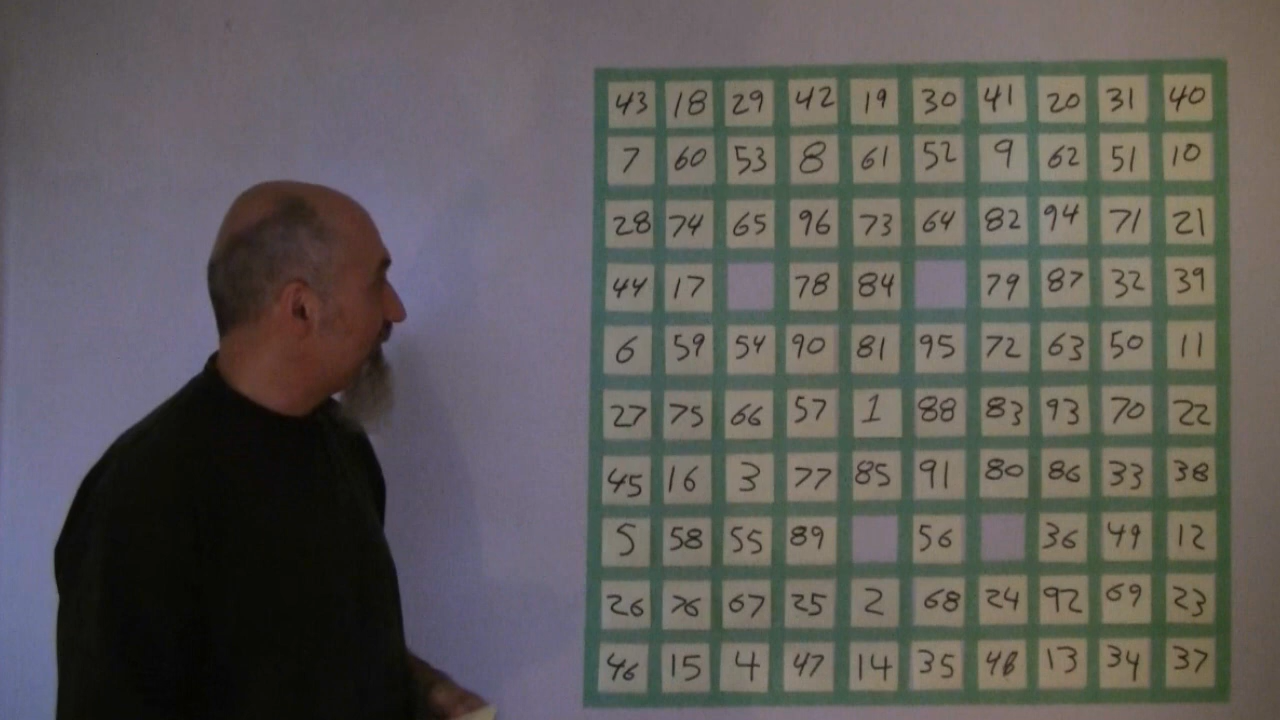 43 18 29 42 19 30 41 20 31 40
7 60 53 8 61 52 9 62 51 10
28 74 65 96 73 64 82 94 71 21
44 17 78 84 79 87 32 39
6 59 54 90 81 95 72 63 50 11
27 75 66 57 1 88 83 93 70 22
45 16 3 77 85 91 80 86 33 38
5 58 55 89 56 36 49 12
26 76 67 25 2 68 24 92 69 23
46 15 4 47 14 35 48 13 34 37